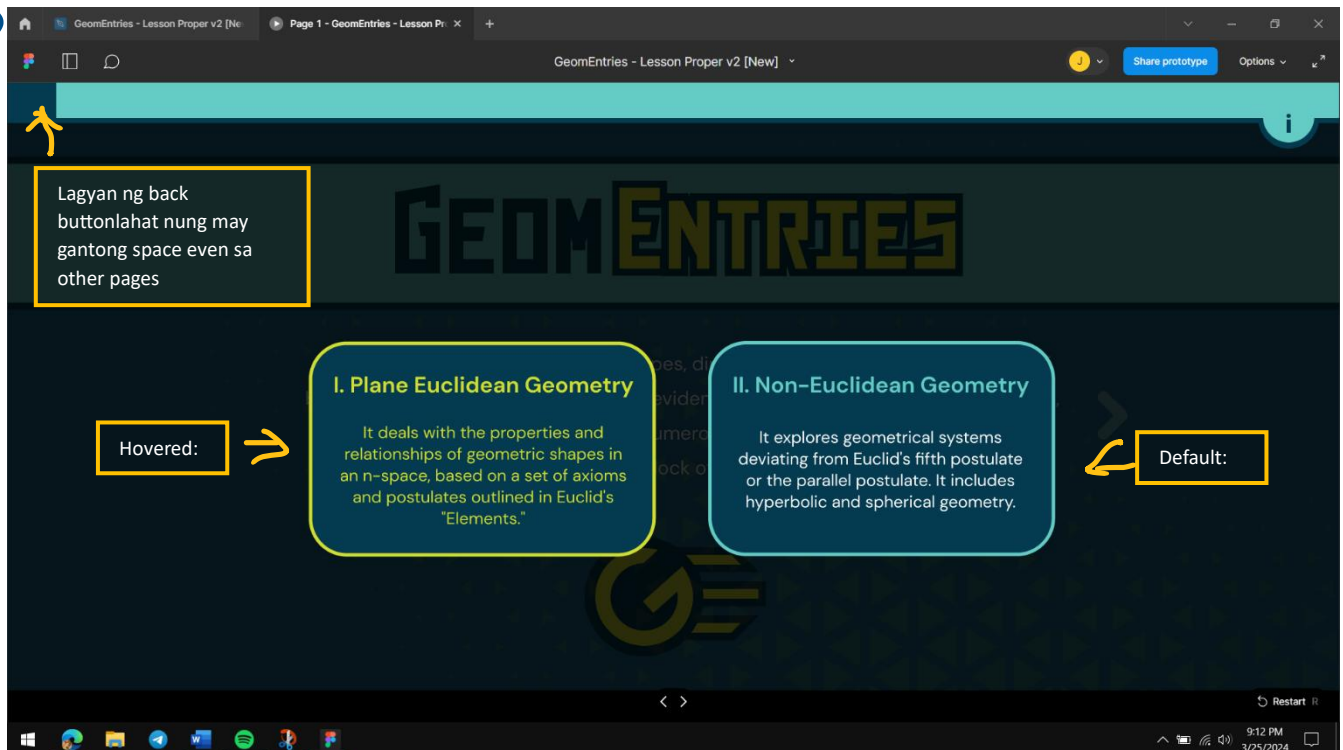 GeomEntries - Lesson Proper v2 [Ne
Page 1 - GeomEntries - Lesson Pr
GeomEntries - Lesson Proper v2 [New]
J
Share prototype
Options
i
Lagyan ng back
buttonlahat nung may
gantong space even sa
other pages
GEOMENTRIES
I. Plane Euclidean Geometry
It deals with the properties and
relationships of geometric shapes in
an n-space, based on a set of axioms
and postulates outlined in Euclid's
"Elements."
II. Non-Euclidean Geometry
It explores geometrical systems
deviating from Euclid's fifth postulate
or the parallel postulate. It includes
hyperbolic and spherical geometry.
Hovered:
Default:
Restart R
9:12 PM
3/25/2024